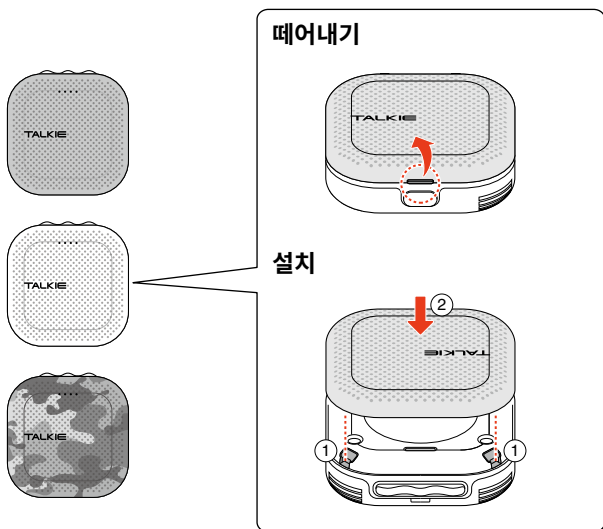 떼어내기
TALKIE
TALKIE
설치
TALKIE
②
TALKIE
① ①
TALKIE